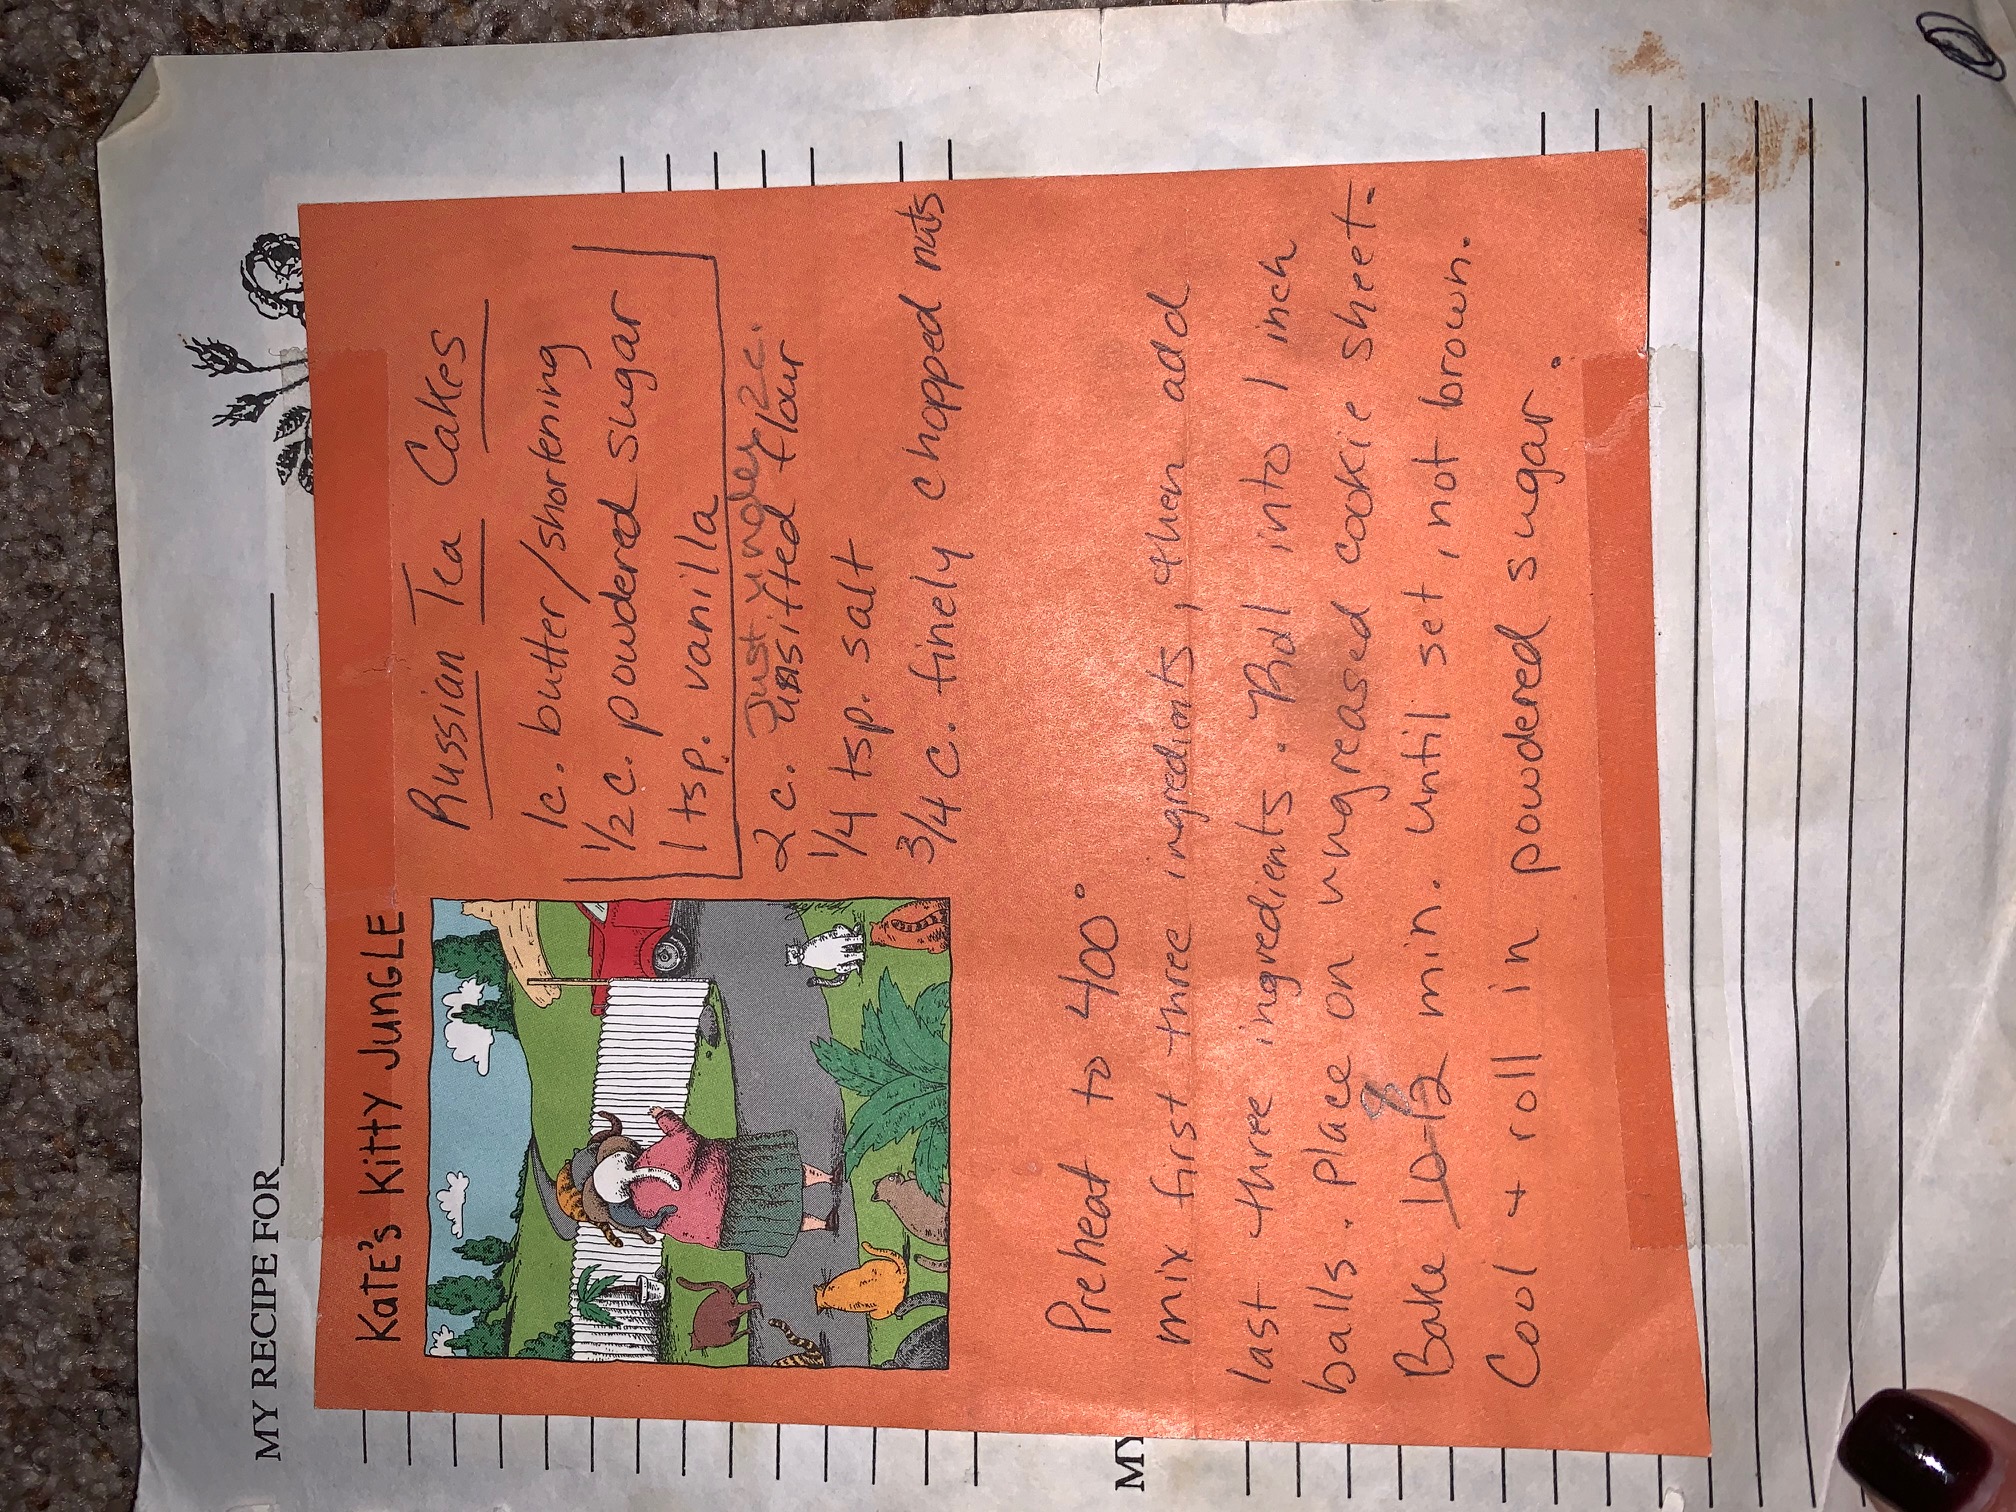 MY RECIPE FOR
KATE'S KITTY JUNGLE
Russian Tea Cakes
1c. butter/shortening
1/2 c. powdered sugar
1 tsp. vanilla
Just under 2c.
2 c. unsifted flour
1/4 tsp. salt
3/4 c. finely chopped nuts
Preheat to 400°
MY
mix first three ingredients, then add
last three ingredients. Roll into 1 inch
balls. Place on ungreased cookie sheet.
8
Bake 10-12 min. until set, not brown.
Cool + roll in powdered sugar.